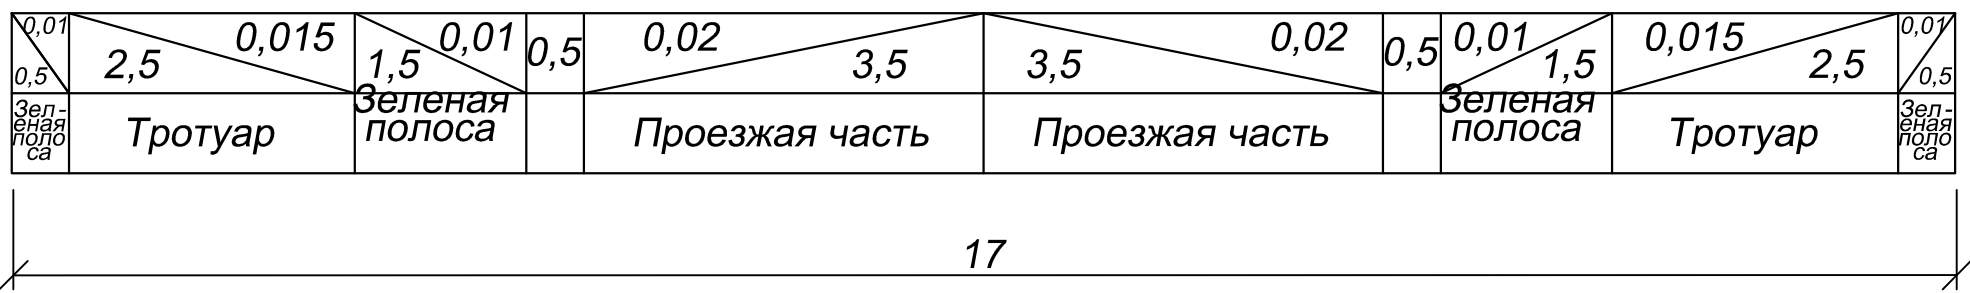 0,01 0,015 0,01 0,5 0,02 0,02 0,5 0,01 0,015 0,01
0,5 2,5 1,5 3,5 3,5 1,5 2,5 0,5
Зел-
еная
поло
са
Тротуар
Зеленая
полоса
Проезжая часть
Проезжая часть
Зеленая
полоса
Тротуар
Зел-
еная
поло
са
17